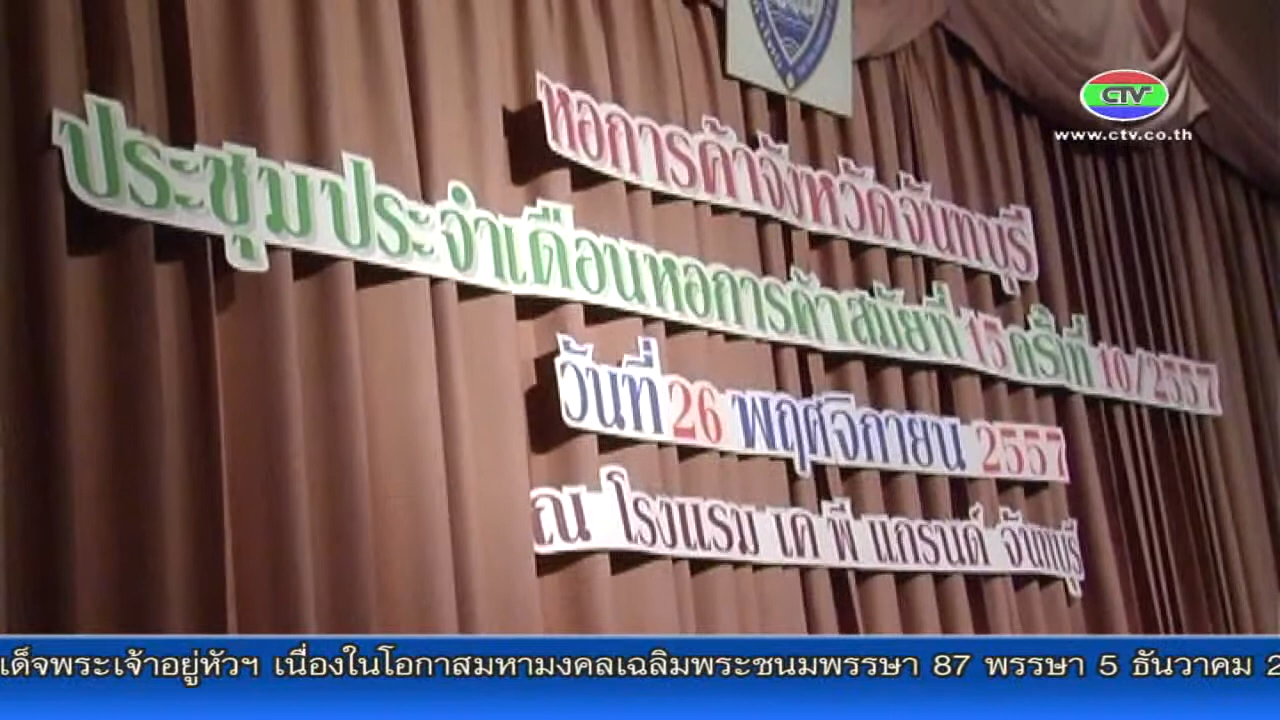 CTV
www.ctv.co.th
หอการค้าจังหวัดจันทบุรี
ประชุมประจำเดือนหอการค้าสมัยที่ 15 ครั้งที่ 10/2557
วันที่ 26 พฤศจิกายน 2557
ณ โรงแรม เค พี แกรนด์ จันทบุรี
เด็จพระเจ้าอยู่หัวฯ เนื่องในโอกาสมหามงคลเฉลิมพระชนมพรรษา 87 พรรษา 5 ธันวาคม 2